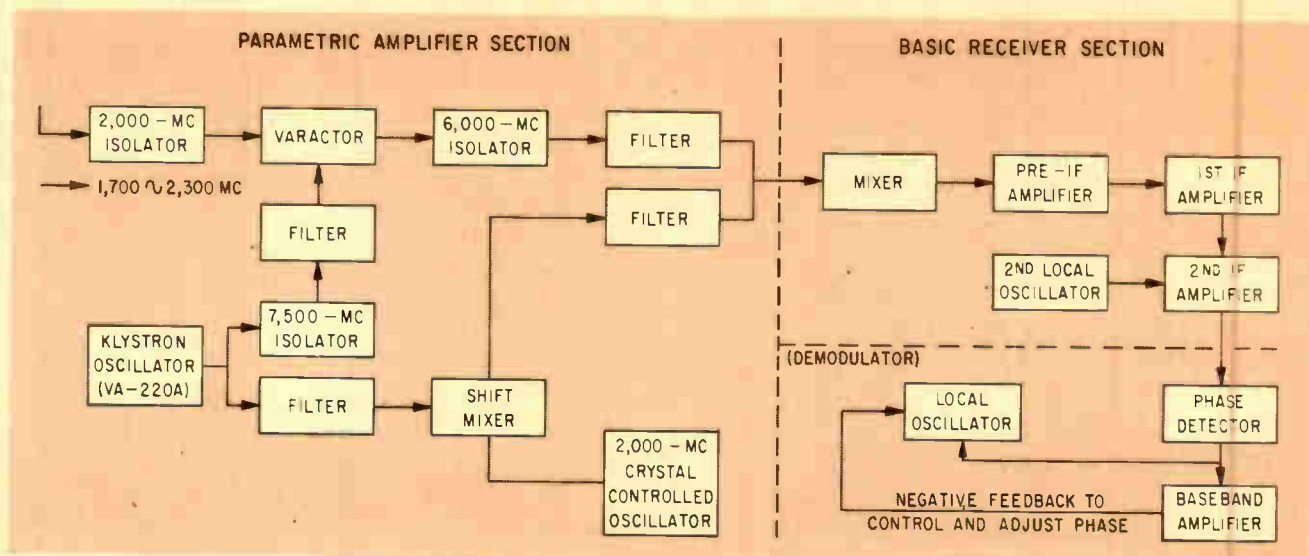 PARAMETRIC AMPLIFIER SECTION
BASIC RECEIVER SECTION
2,000-MC
ISOLATOR
VARACTOR
6,000-MC
ISOLATOR
FILTER
1,700 ∿ 2,300 MC
FILTER
FILTER
MIXER
PRE-IF
AMPLIFIER
1ST IF
AMPLIFIER
2ND LOCAL
OSCILLATOR
2ND IF
AMPLIFIER
KLYSTRON
OSCILLATOR
(VA-220A)
7,500-MC
ISOLATOR
FILTER
SHIFT
MIXER
2,000-MC
CRYSTAL
CONTROLLED
OSCILLATOR
(DEMODULATOR)
LOCAL
OSCILLATOR
PHASE
DETECTOR
NEGATIVE FEEDBACK TO
CONTROL AND ADJUST PHASE
BASEBAND
AMPLIFIER